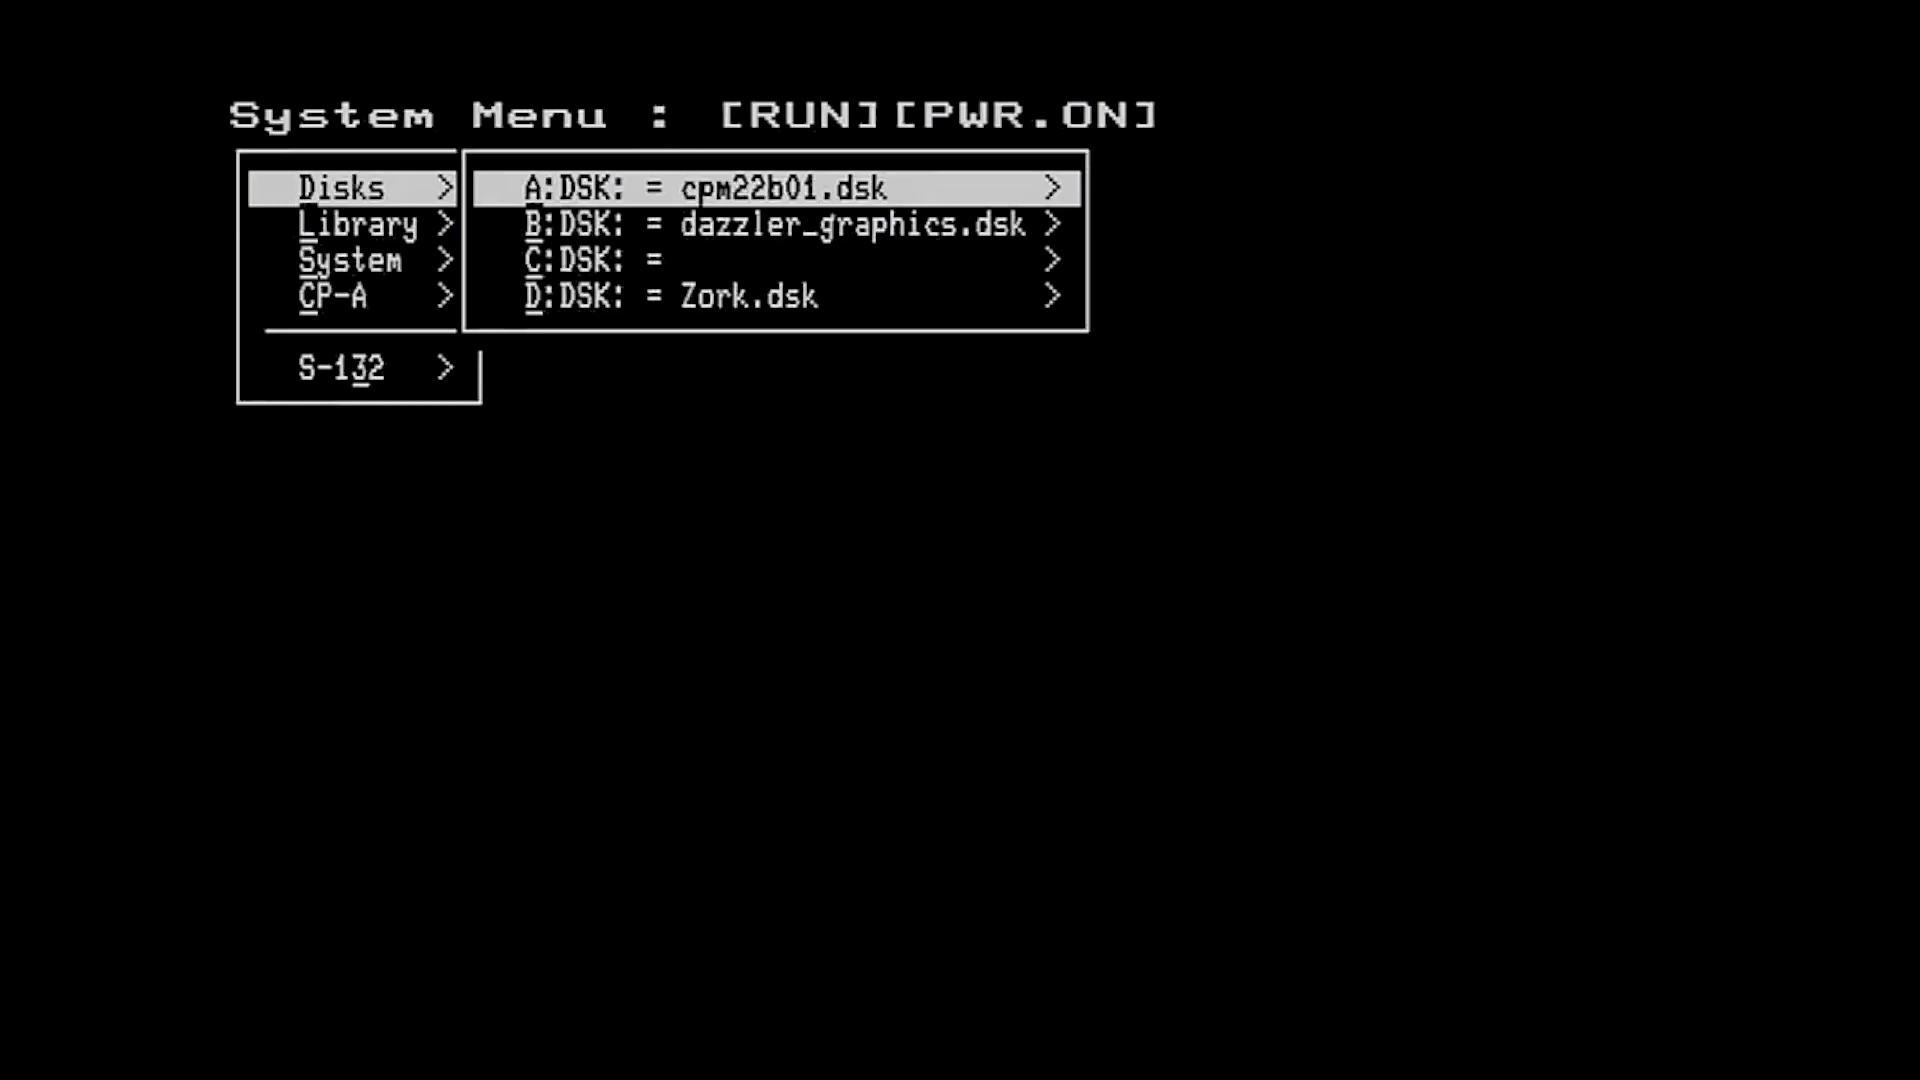 System Menu : [RUN][PWR.ON]
Disks > A:DSK: = cpm22b01.dsk >
Library > B:DSK: = dazzler_graphics.dsk >
System > C:DSK: = >
CP-A > D:DSK: = Zork.dsk >
S-132 >